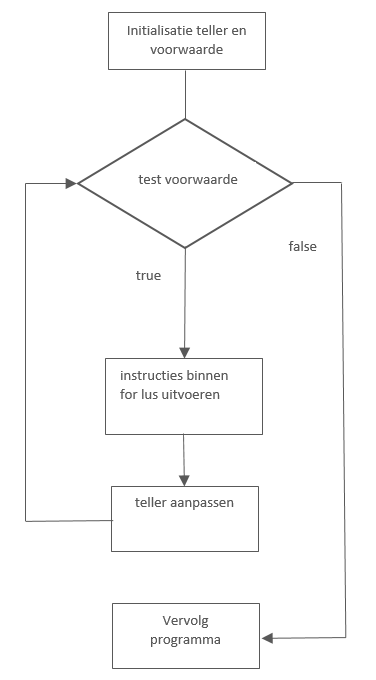 Initialisatie teller en
voorwaarde
test voorwaarde
false
true
instructies binnen
for lus uitvoeren
teller aanpassen
Vervolg
programma